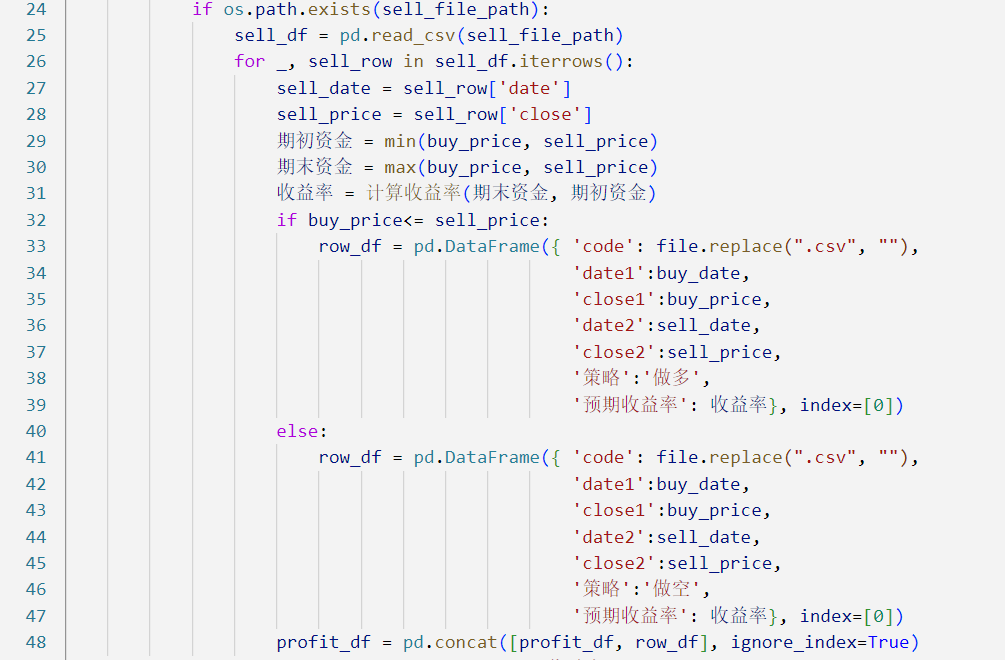 24 if os.path.exists(sell_file_path):
25 sell_df = pd.read_csv(sell_file_path)
26 for _, sell_row in sell_df.iterrows():
27 sell_date = sell_row['date']
28 sell_price = sell_row['close']
29 期初资金 = min(buy_price, sell_price)
30 期末资金 = max(buy_price, sell_price)
31 收益率 = 计算收益率(期末资金, 期初资金)
32 if buy_price<= sell_price:
33 row_df = pd.DataFrame({ 'code': file.replace(".csv", ""),
34 'date1':buy_date,
35 'close1':buy_price,
36 'date2':sell_date,
37 'close2':sell_price,
38 '策略':'做多',
39 '预期收益率': 收益率}, index=[0])
40 else:
41 row_df = pd.DataFrame({ 'code': file.replace(".csv", ""),
42 'date1':buy_date,
43 'close1':buy_price,
44 'date2':sell_date,
45 'close2':sell_price,
46 '策略':'做空',
47 '预期收益率': 收益率}, index=[0])
48 profit_df = pd.concat([profit_df, row_df], ignore_index=True)